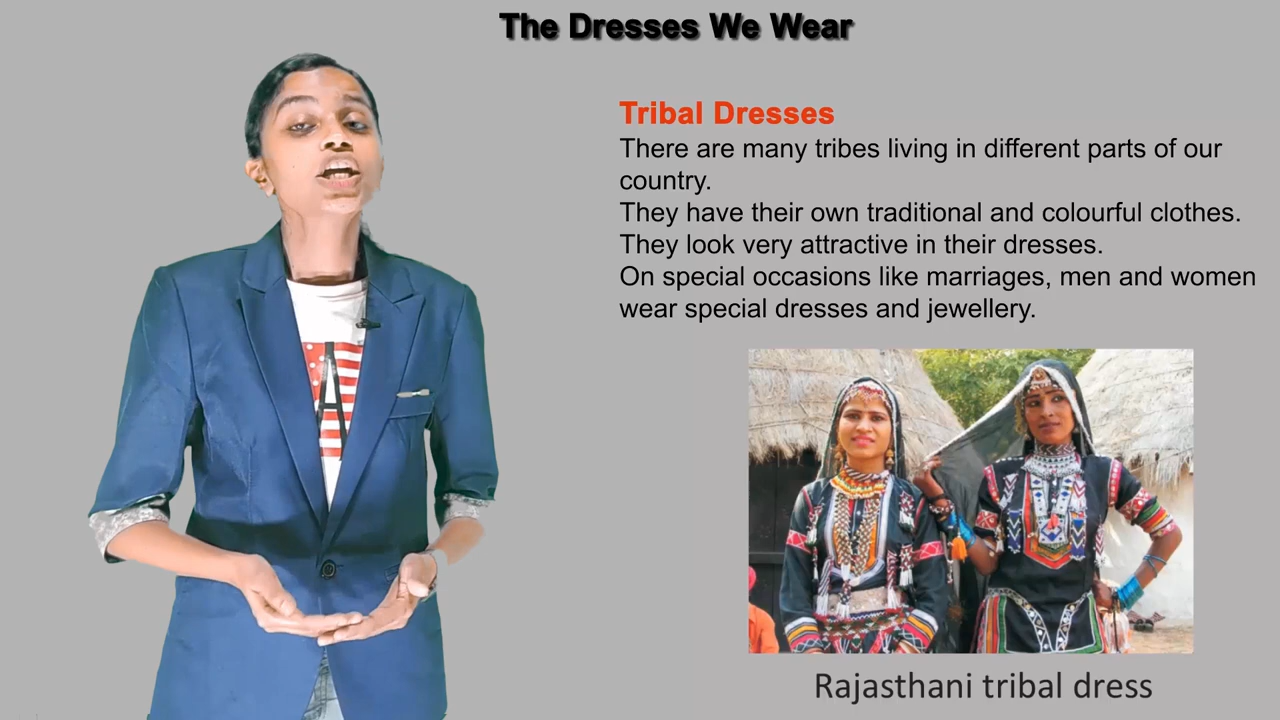 The Dresses We Wear
Tribal Dresses
There are many tribes living in different parts of our
country.
They have their own traditional and colourful clothes.
They look very attractive in their dresses.
On special occasions like marriages, men and women
wear special dresses and jewellery.
A
Rajasthani tribal dress